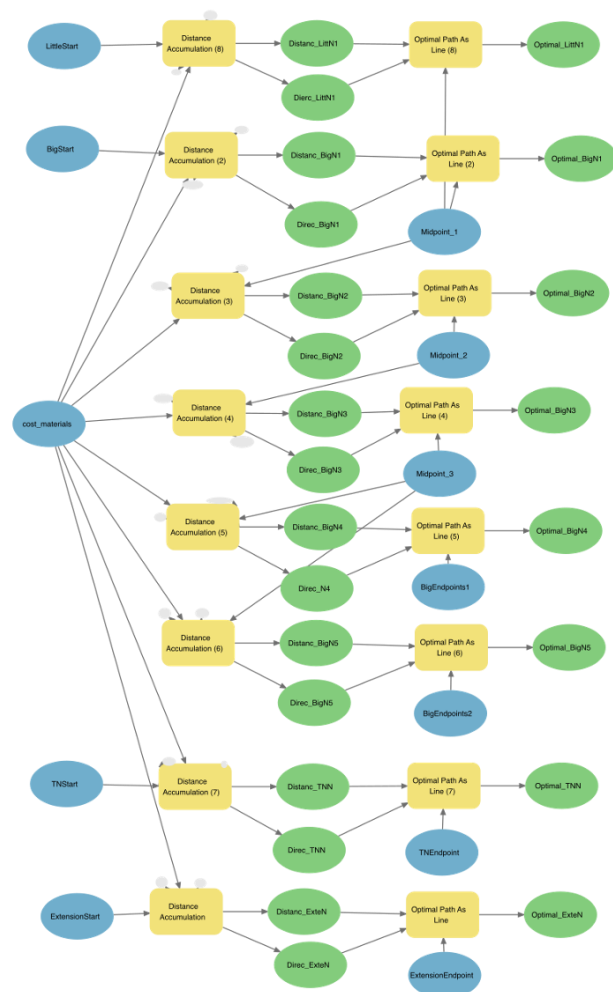 LittleStart
Distance
Accumulation (8)
Distanc_LittN1
Optimal Path As
Line (8)
Optimal_LittN1
Dierc_LittN1
BigStart
Distance
Accumulation (2)
Distanc_BigN1
Optimal Path As
Line (2)
Optimal_BigN1
Direc_BigN1
Midpoint_1
Distance
Accumulation (3)
Distanc_BigN2
Optimal Path As
Line (3)
Optimal_BigN2
Direc_BigN2
Midpoint_2
cost_materials
Distance
Accumulation (4)
Distanc_BigN3
Optimal Path As
Line (4)
Optimal_BigN3
Direc_BigN3
Midpoint_3
Distance
Accumulation (5)
Distanc_BigN4
Optimal Path As
Line (5)
Optimal_BigN4
Direc_N4
BigEndpoints1
Distance
Accumulation (6)
Distanc_BigN5
Optimal Path As
Line (6)
Optimal_BigN5
Direc_BigN5
BigEndpoints2
TNStart
Distance
Accumulation (7)
Distanc_TNN
Optimal Path As
Line (7)
Optimal_TNN
Direc_TNN
TNEndpoint
ExtensionStart
Distance
Accumulation
Distanc_ExteN
Optimal Path As
Line
Optimal_ExteN
Direc_ExteN
ExtensionEndpoint